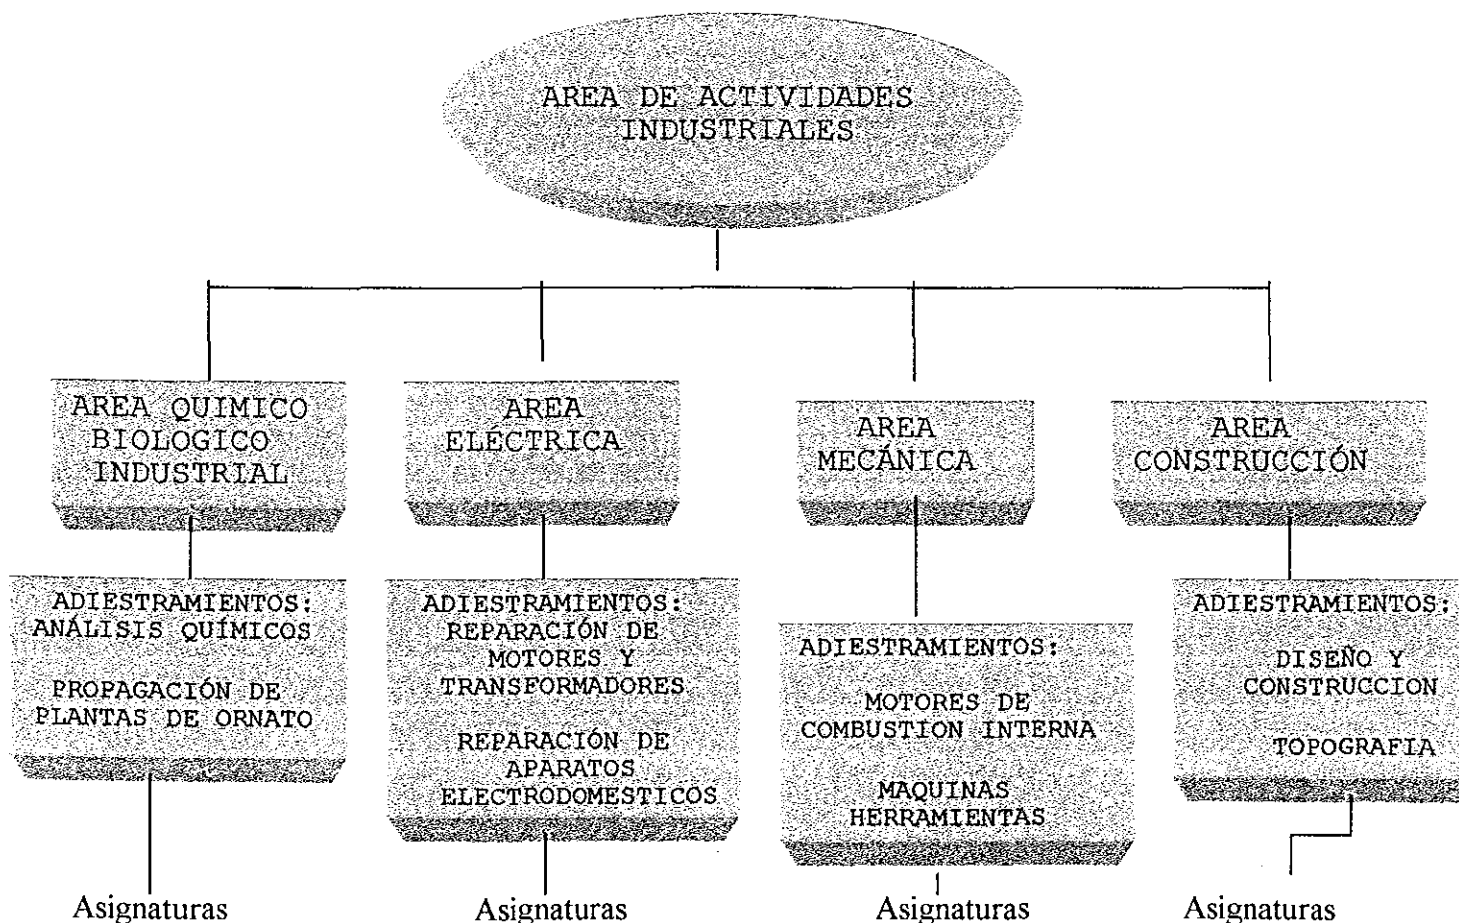 AREA DE ACTIVIDADES
INDUSTRIALES
AREA QUIMICO
BIOLOGICO
INDUSTRIAL
AREA
ELÉCTRICA
AREA
MECÁNICA
AREA
CONSTRUCCIÓN
ADIESTRAMIENTOS:
ANÁLISIS QUÍMICOS
PROPAGACIÓN DE
PLANTAS DE ORNATO
ADIESTRAMIENTOS:
REPARACIÓN DE
MOTORES Y
TRANSFORMADORES
REPARACIÓN DE
APARATOS
ELECTRODOMESTICOS
ADIESTRAMIENTOS:
MOTORES DE
COMBUSTION INTERNA
MAQUINAS
HERRAMIENTAS
ADIESTRAMIENTOS:
DISEÑO Y
CONSTRUCCION
TOPOGRAFIA
Asignaturas
Asignaturas
Asignaturas
Asignaturas